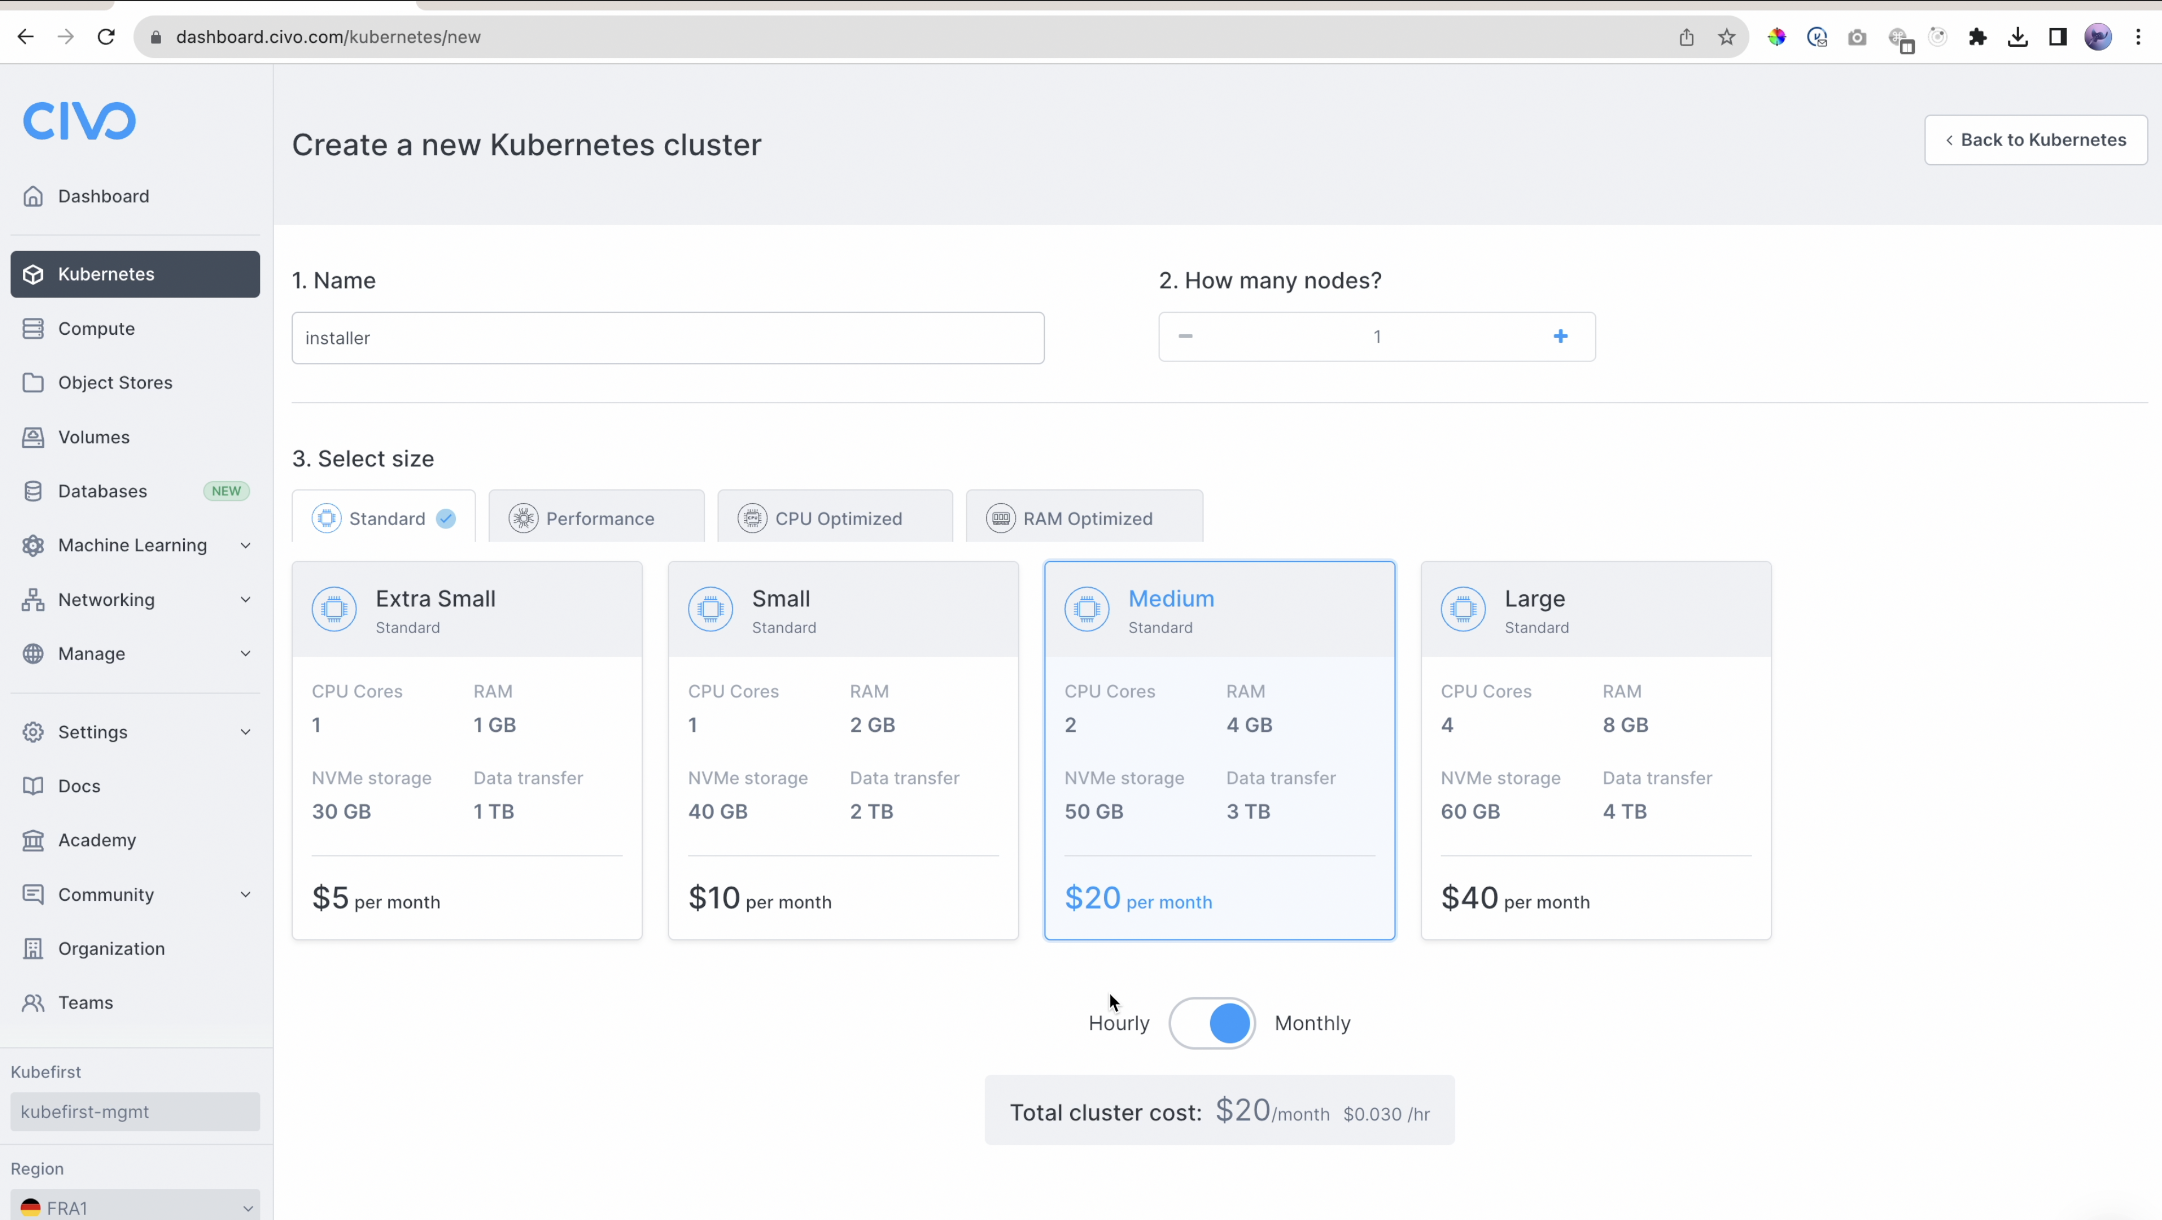 dashboard.civo.com/kubernetes/new
CIVO
Dashboard
Kubernetes
Compute
Object Stores
Volumes
Databases NEW
Machine Learning
Networking
Manage
Settings
Docs
Academy
Community
Organization
Teams
Kubefirst
kubefirst-mgmt
Region
FRA1
Create a new Kubernetes cluster
‹ Back to Kubernetes
1. Name
installer
2. How many nodes?
− 1 +
3. Select size
Standard
Performance
CPU Optimized
RAM Optimized
Extra Small
Standard
CPU Cores RAM
1 1 GB
NVMe storage Data transfer
30 GB 1 TB
$5 per month
Small
Standard
CPU Cores RAM
1 2 GB
NVMe storage Data transfer
40 GB 2 TB
$10 per month
Medium
Standard
CPU Cores RAM
2 4 GB
NVMe storage Data transfer
50 GB 3 TB
$20 per month
Large
Standard
CPU Cores RAM
4 8 GB
NVMe storage Data transfer
60 GB 4 TB
$40 per month
Hourly Monthly
Total cluster cost: $20/month $0.030 /hr